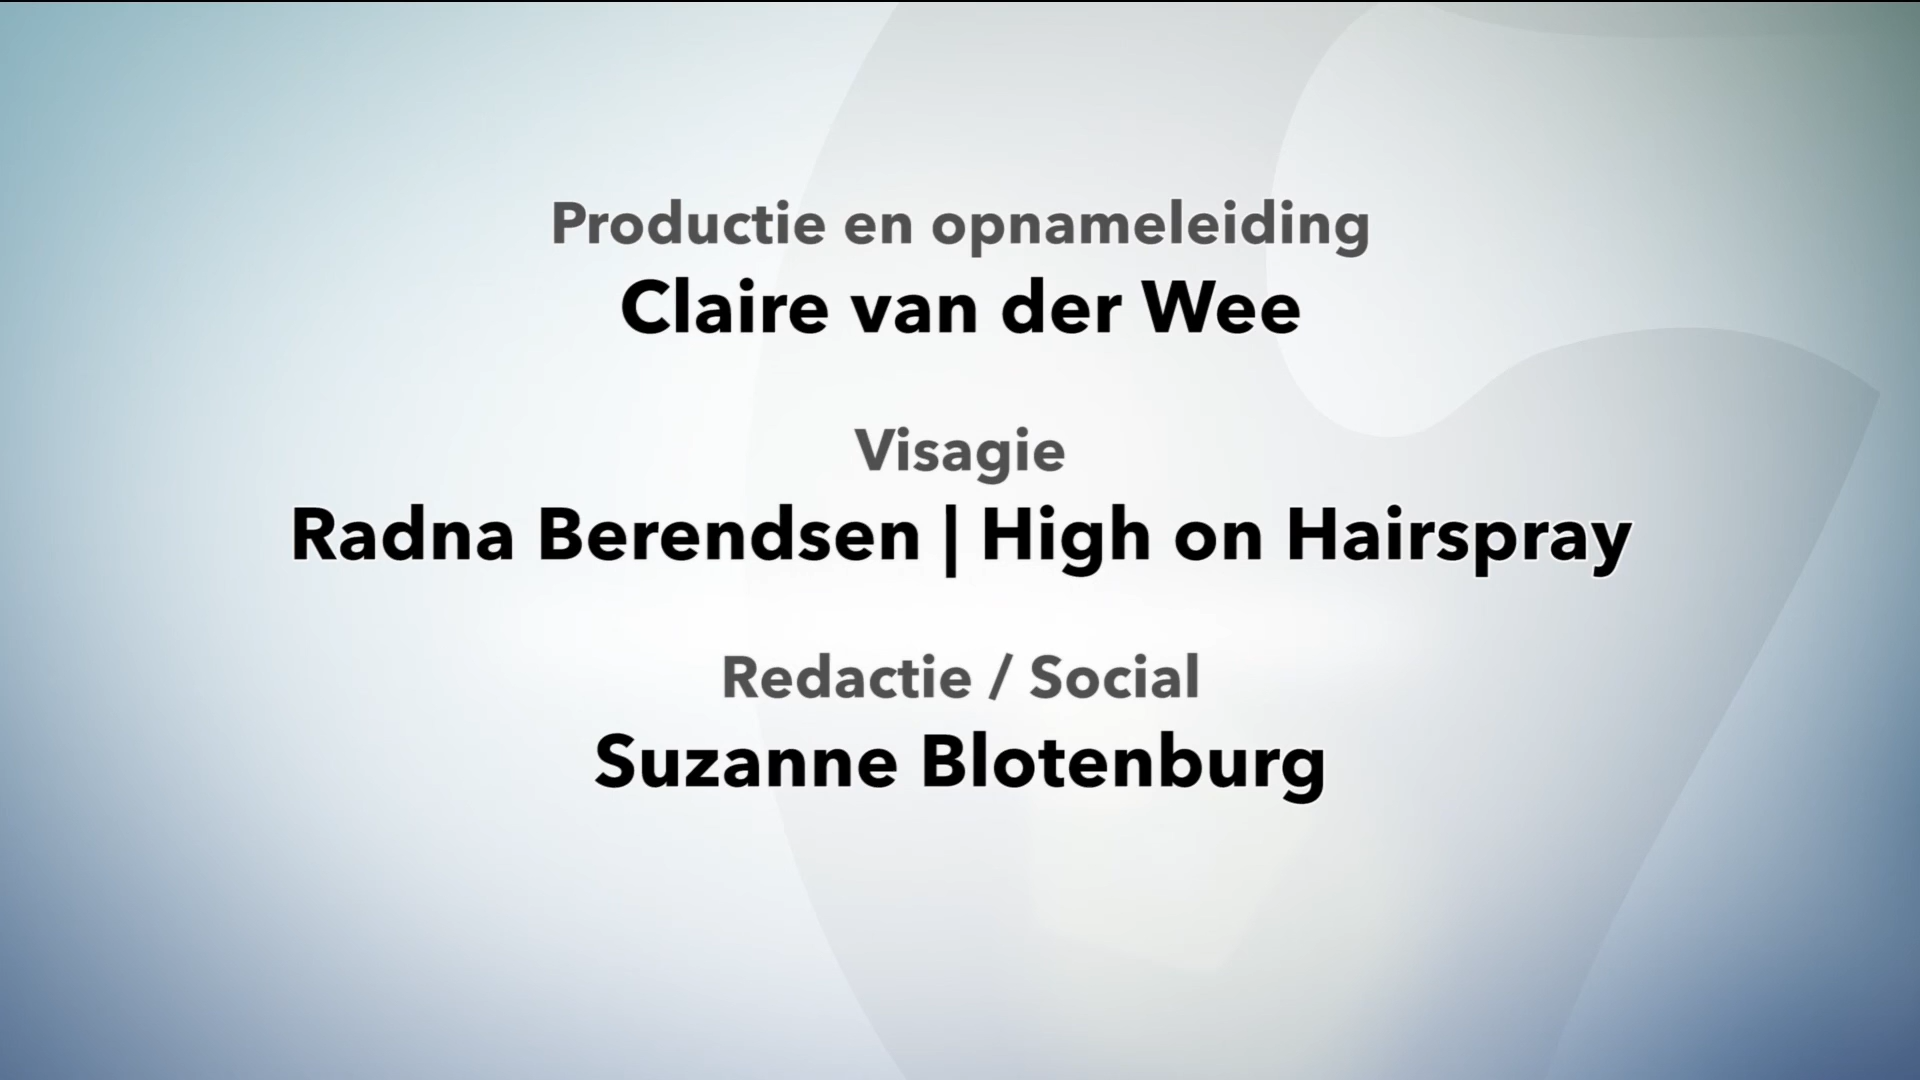 Productie en opnameleiding
Claire van der Wee
Visagie
Radna Berendsen | High on Hairspray
Redactie / Social
Suzanne Blotenburg